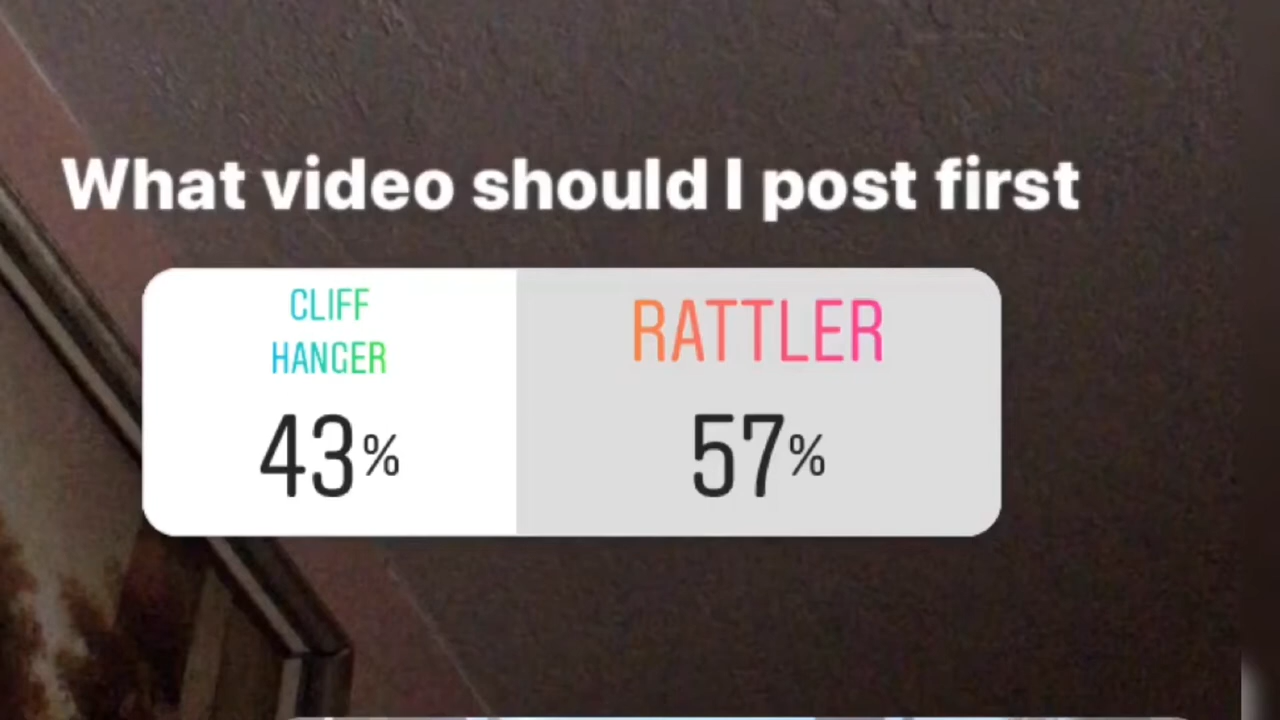 What video should I post first
CLIFF
HANGER
RATTLER
43%
57%